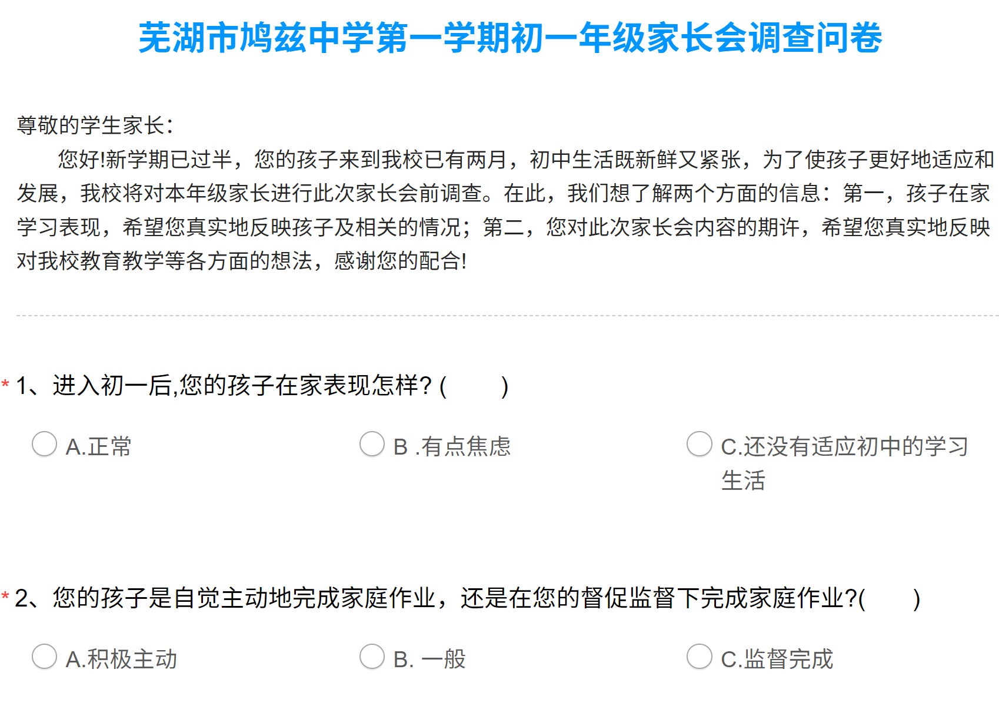 芜湖市鸠兹中学第一学期初一年级家长会调查问卷
尊敬的学生家长：
您好!新学期已过半，您的孩子来到我校已有两月，初中生活既新鲜又紧张，为了使孩子更好地适应和
发展，我校将对本年级家长进行此次家长会前调查。在此，我们想了解两个方面的信息：第一，孩子在家
学习表现，希望您真实地反映孩子及相关的情况；第二，您对此次家长会内容的期许，希望您真实地反映
对我校教育教学等各方面的想法，感谢您的配合!
* 1、进入初一后,您的孩子在家表现怎样? (　　)
A.正常
B .有点焦虑
C.还没有适应初中的学习
生活
* 2、您的孩子是自觉主动地完成家庭作业，还是在您的督促监督下完成家庭作业?(　　)
A.积极主动
B. 一般
C.监督完成